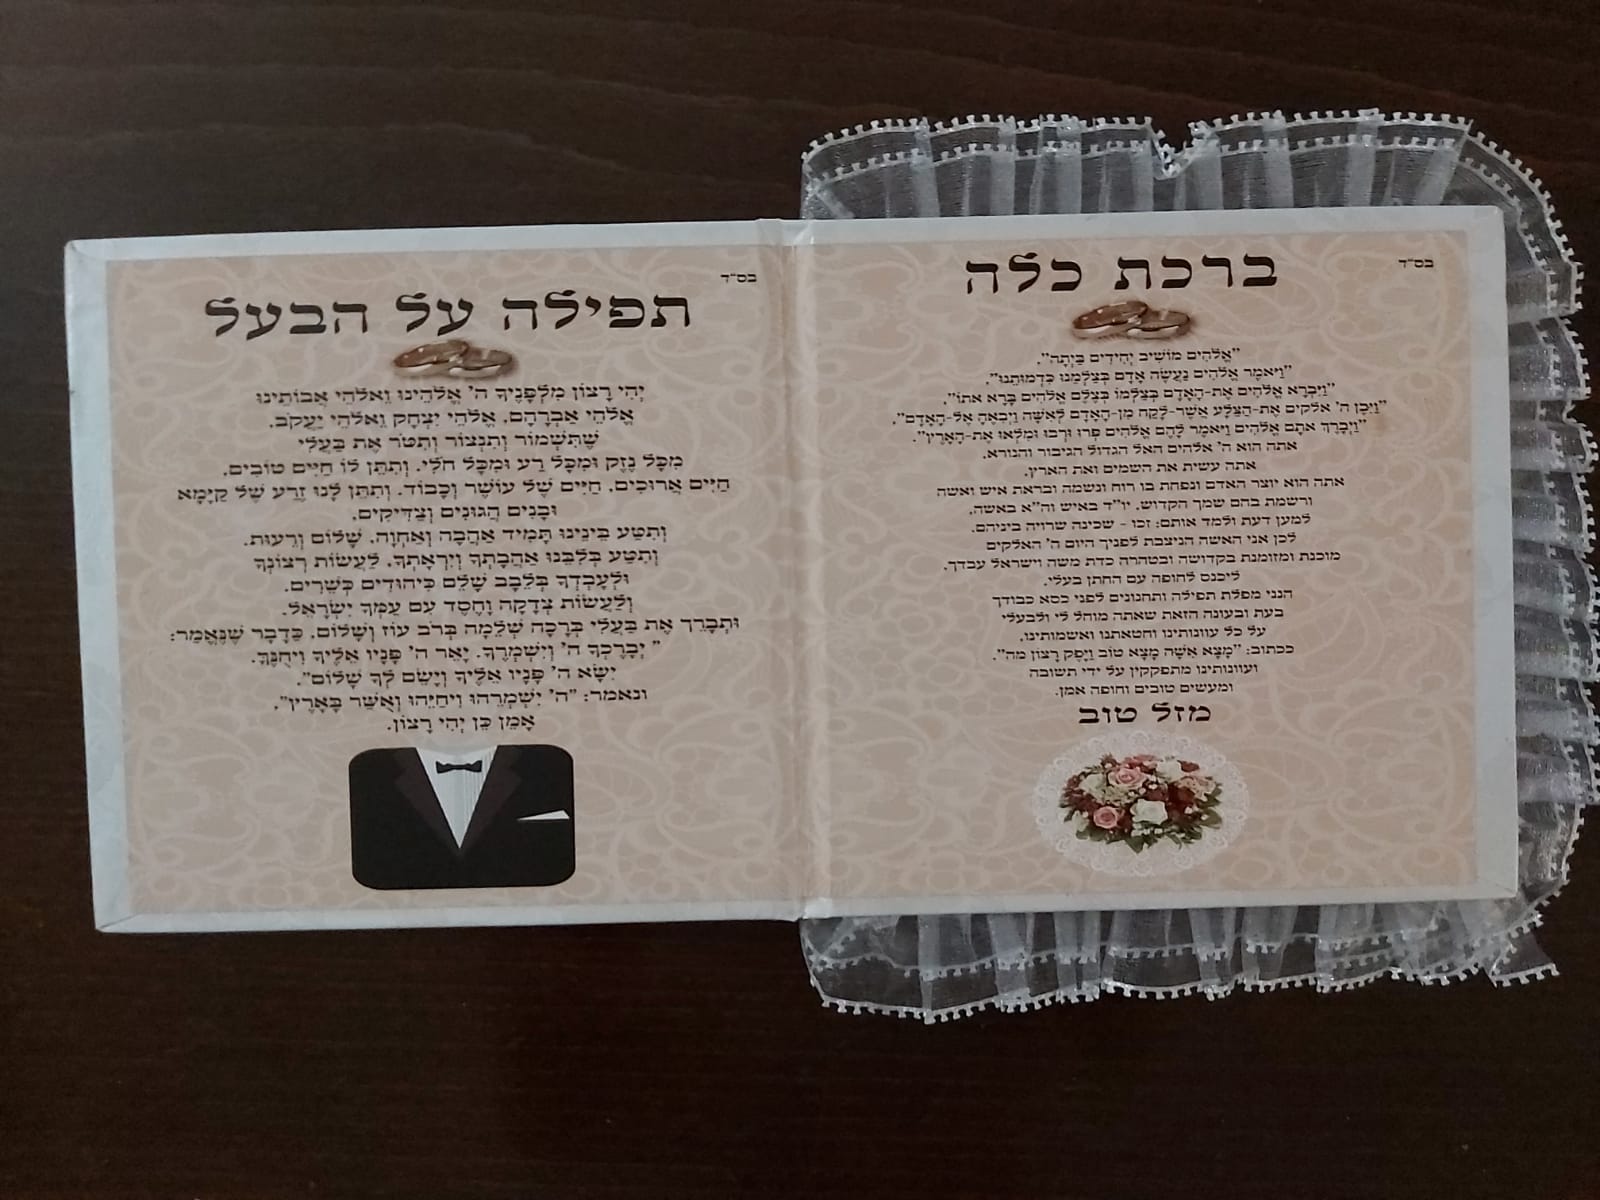 בס"ד
ברכת כלה
"אֱלֹהִים מוֹשִׁיב יְחִידִים בַּיְתָה".
"וַיֹּאמֶר אֱלֹהִים נַעֲשֶׂה אָדָם בְּצַלְמֵנוּ כִּדְמוּתֵנוּ",
"וַיִּבְרָא אֱלֹהִים אֶת-הָאָדָם בְּצַלְמוֹ בְּצֶלֶם אֱלֹהִים בָּרָא אֹתוֹ",
"וַיִּבֶן ה' אלקים אֶת-הַצֵּלָע אֲשֶׁר-לָקַח מִן-הָאָדָם לְאִשָּׁה וַיְבִאֶהָ אֶל-הָאָדָם",
"וַיְבָרֶךְ אֹתָם אֱלֹהִים וַיֹּאמֶר לָהֶם אֱלֹהִים פְּרוּ וּרְבוּ וּמִלְאוּ אֶת-הָאָרֶץ".
אתה הוא ה' אלהים האל הגדול הגיבור והנורא,
אתה עשית את השמים ואת הארץ,
אתה הוא יוצר האדם ונפחת בו רוח ונשמה ובראת איש ואשה
ורשמת בהם שמך הקדוש, יו"ד באיש וה"א באשה,
למען דעת ולמד אותם: זכו - שכינה שרויה ביניהם.
לכן אני האשה הניצבת לפניך היום ה' האלקים
מוכנת ומזומנת בקדושה ובטהרה כדת משה וישראל עבדך,
ליכנס לחופה עם החתן בעלי.
הנני מפלת תפילה ותחנונים לפני כסא כבודך
בעת ובעונה הזאת שאתה מוחל לי ולבעלי
על כל עוונותינו וחטאתנו ואשמותינו,
ככתוב: "מָצָא אִשָּׁה מָצָא טוֹב וַיָּפֶק רָצוֹן מה".
ועוונותינו מתפקקין על ידי תשובה
ומעשים טובים וחופה אמן.
מזל טוב
בס"ד
תפילה על הבעל
יְהִי רָצוֹן מִלְּפָנֶיךָ ה' אֱלֹהֵינוּ וֵאלֹהֵי אֲבוֹתֵינוּ
אֱלֹהֵי אַבְרָהָם, אֱלֹהֵי יִצְחָק וֵאלֹהֵי יַעֲקֹב,
שֶׁתִּשְׁמוֹר וְתִנְצוֹר וְתִטֹּר אֶת בַּעֲלִי
מִכָּל נֶזֶק וּמִכָּל רַע וּמִכָּל חֹלִי, וְתִתֵּן לוֹ חַיִּים טוֹבִים,
חַיִּים אֲרוּכִּים, חַיִּים שֶׁל עוֹשֶׁר וְכָבוֹד, וְתִתֵּן לָנוּ זֶרַע שֶׁל קַיָּימָא
וּבָנִים הֲגוּנִים וְצַדִּיקִים,
וְתִטַּע בֵּינֵינוּ תָּמִיד אַהֲבָה וְאַחְוָה, שָׁלוֹם וְרֵעוּת.
וְתִטַּע בְּלִבֵּנוּ אַהֲבָתְךָ וְיִרְאָתְךָ, לַעֲשׂוֹת רְצוֹנְךָ
וּלְעָבְדְךָ בְּלֵבָב שָׁלֵם כִּיהוּדִים כְּשֵׁרִים.
וְלַעֲשׂוֹת צְדָקָה וָחֶסֶד עִם עַמְּךָ יִשְׂרָאֵל.
וּתְבָרֵךְ אֶת בַּעֲלִי בְּרָכָה שְׁלֵמָה בְּרֹב עוֹז וְשָׁלוֹם, כַּדָּבָר שֶׁנֶּאֱמַר:
" יְבָרֶכְךָ ה' וְיִשְׁמְרֶךָ. יָאֵר ה' פָּנָיו אֵלֶיךָ וִיחֻנֶּךָּ.
יִשָּׂא ה' פָּנָיו אֵלֶיךָ וְיָשֵׂם לְךָ שָׁלוֹם".
ונאמר: "ה' יִשְׁמְרֵהוּ וִיחַיֵּהוּ וְאֻשַּׁר בָּאָרֶץ",
אָמֵן כֵּן יְהִי רָצוֹן.